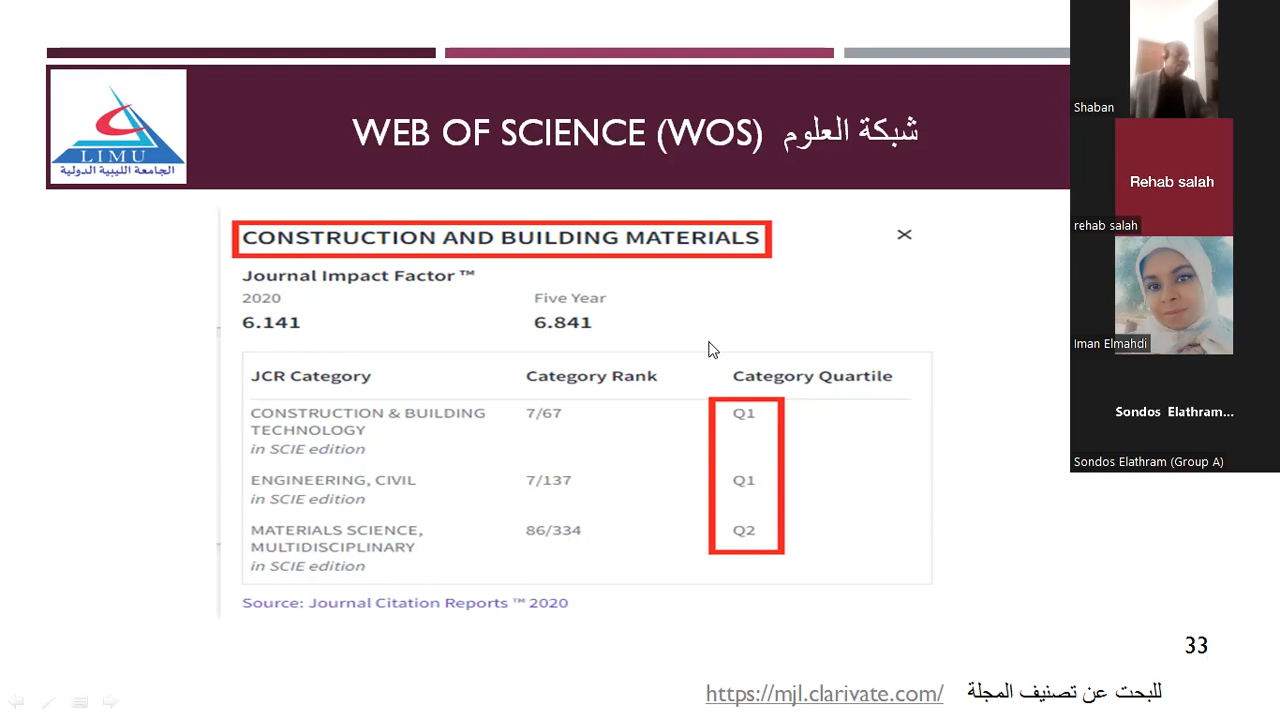 LIMU
الجامعة الليبية الدولية
WEB OF SCIENCE (WOS) شبكة العلوم
CONSTRUCTION AND BUILDING MATERIALS
Journal Impact Factor ™
2020 Five Year
6.141 6.841
JCR Category Category Rank Category Quartile
CONSTRUCTION & BUILDING 7/67 Q1
TECHNOLOGY
in SCIE edition
ENGINEERING, CIVIL 7/137 Q1
in SCIE edition
MATERIALS SCIENCE, 86/334 Q2
MULTIDISCIPLINARY
in SCIE edition
Source: Journal Citation Reports ™ 2020
33
للبحت عن تصنيف المجلة https://mjl.clarivate.com/
Shaban
Rehab salah
rehab salah
Iman Elmahdi
Sondos Elathram...
Sondos Elathram (Group A)